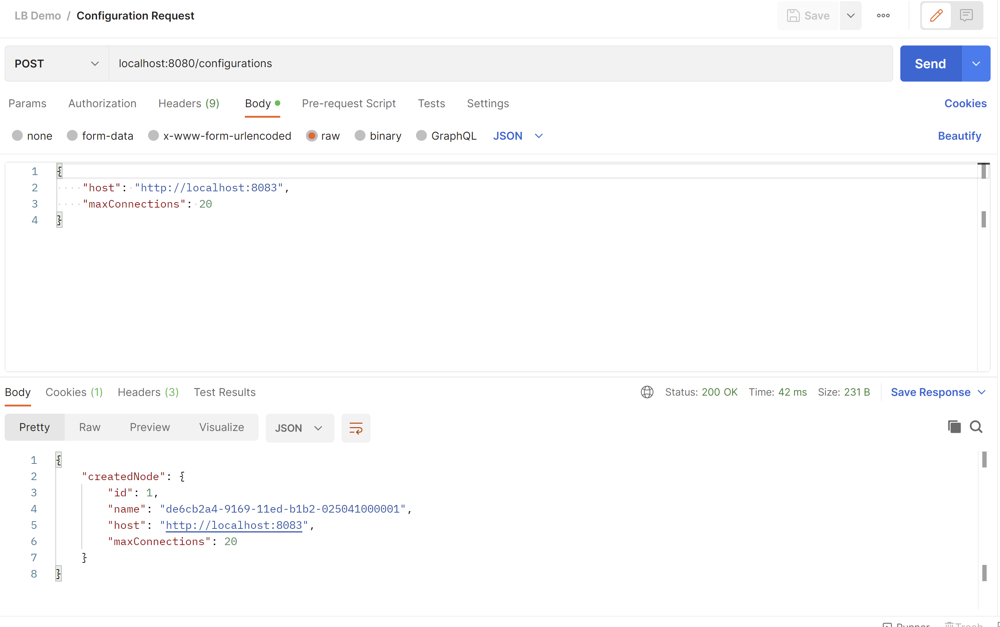 LB Demo / Configuration Request
Save
POST
localhost:8080/configurations
Send
Params Authorization Headers (9) Body Pre-request Script Tests Settings Cookies
none form-data x-www-form-urlencoded raw binary GraphQL JSON Beautify
1 {
2 "host": "http://localhost:8083",
3 "maxConnections": 20
4 }
Body Cookies (1) Headers (3) Test Results Status: 200 OK Time: 42 ms Size: 231 B Save Response
Pretty Raw Preview Visualize JSON
1 {
2 "createdNode": {
3 "id": 1,
4 "name": "de6cb2a4-9169-11ed-b1b2-025041000001",
5 "host": "http://localhost:8083",
6 "maxConnections": 20
7 }
8 }
Runner Trash